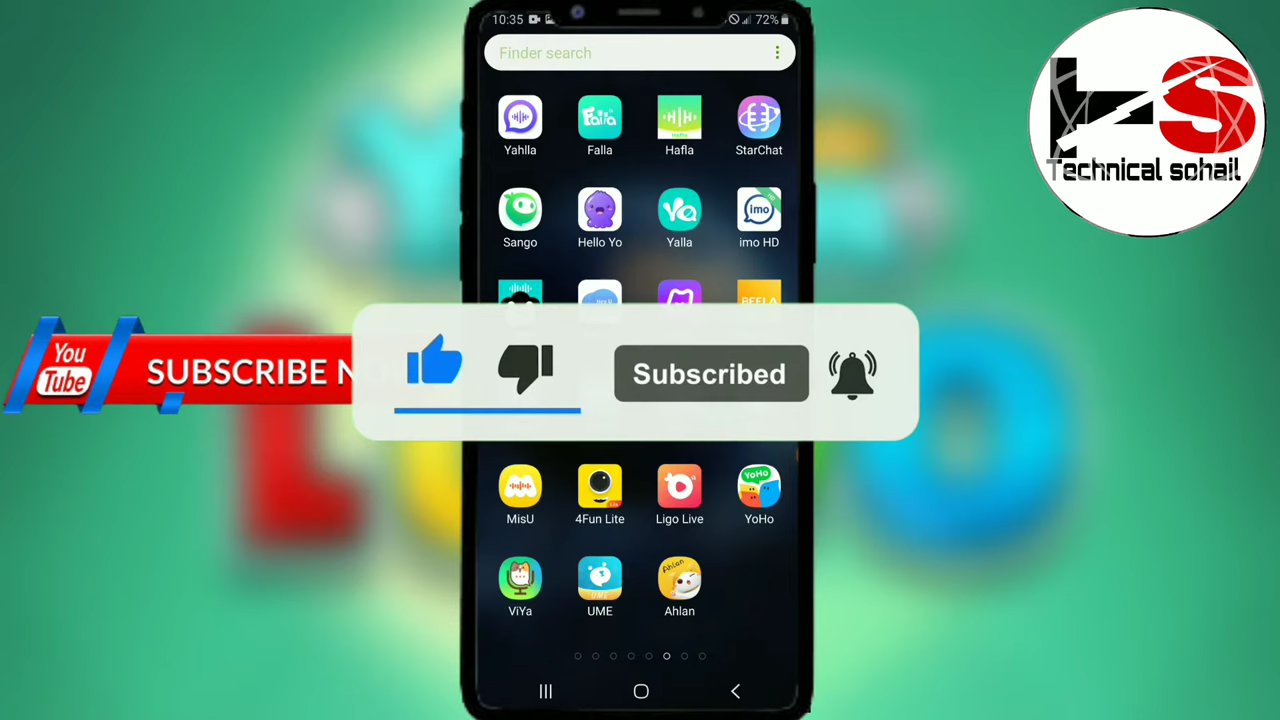 10:35
72%
Finder search
Yahlla
Falla
Hafla
StarChat
Sango
Hello Yo
Yalla
imo HD
You
Tube
SUBSCRIBE N
Subscribed
MisU
4Fun Lite
Ligo Live
YoHo
ViYa
UME
Ahlan
Technical sohail